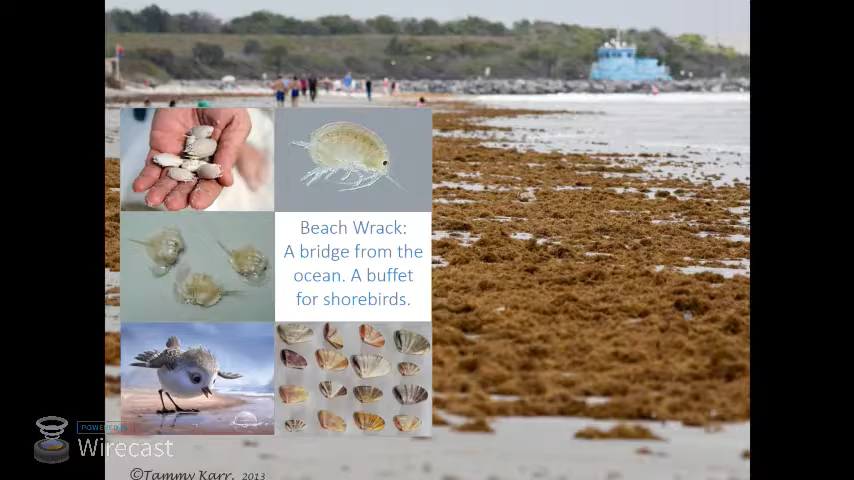 Beach Wrack:
A bridge from the
ocean. A buffet
for shorebirds.
POWERED BY
Wirecast
©Tammy Karr. 2013